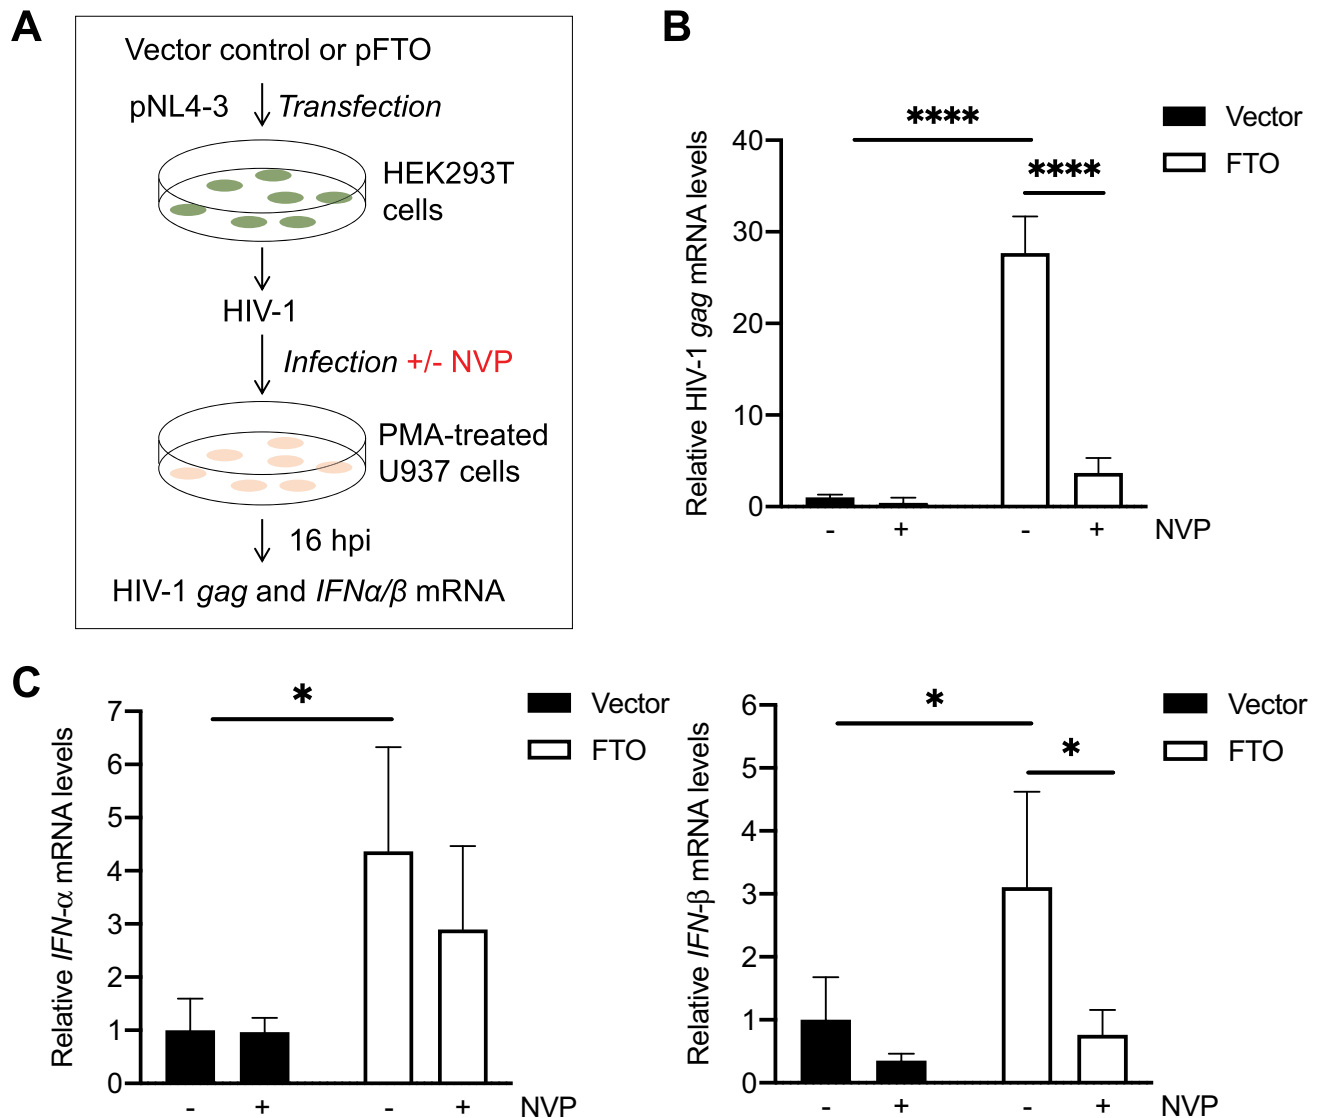 A
Vector control or pFTO
pNL4-3
Transfection
HEK293T
cells
HIV-1
Infection +/- NVP
PMA-treated
U937 cells
16 hpi
HIV-1 gag and IFNα/β mRNA
B
Relative HIV-1 gag mRNA levels
40
30
20
10
0
****
****
- + - + NVP
Vector
FTO
C
Relative IFN-α mRNA levels
7
6
5
4
3
2
1
0
*
- + - + NVP
Vector
FTO
Relative IFN-β mRNA levels
6
5
4
3
2
1
0
*
*
- + - + NVP
Vector
FTO